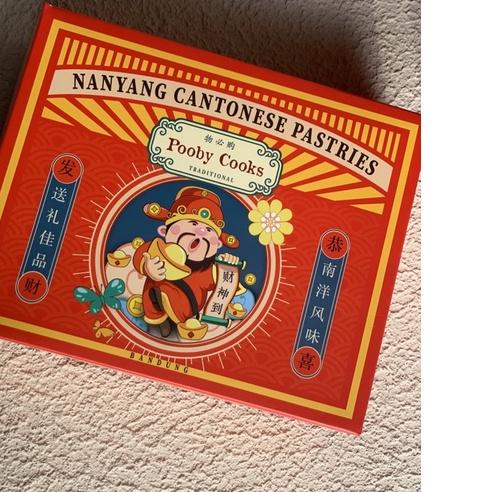 NANYANG CANTONESE PASTRIES
物必购
Pooby Cooks
TRADITIONAL
发
送礼佳品
财
恭
南洋风味
喜
财神到
BANDUNG